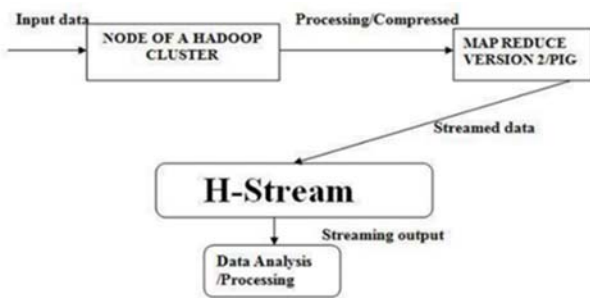 Input data
NODE OF A HADOOP
CLUSTER
Processing/Compressed
MAP REDUCE
VERSION 2/PIG
Streamed data
H-Stream
Streaming output
Data Analysis
/Processing